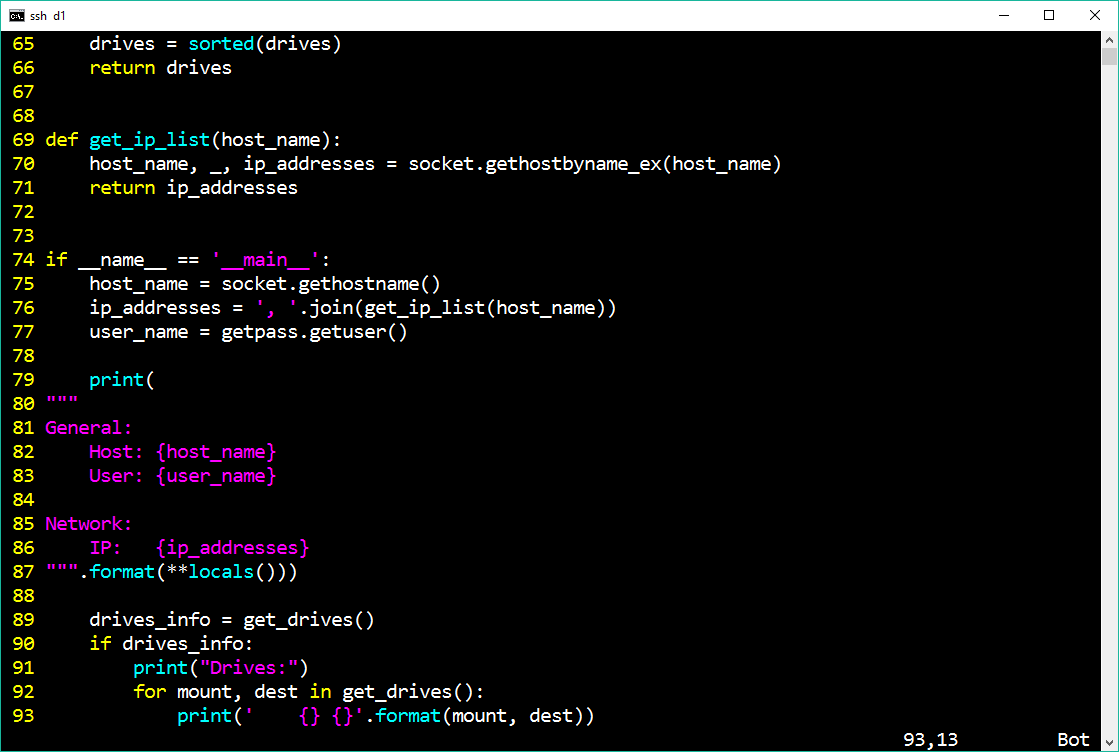 ssh d1
65     drives = sorted(drives)
66     return drives
67
68
69 def get_ip_list(host_name):
70     host_name, _, ip_addresses = socket.gethostbyname_ex(host_name)
71     return ip_addresses
72
73
74 if __name__ == '__main__':
75     host_name = socket.gethostname()
76     ip_addresses = ', '.join(get_ip_list(host_name))
77     user_name = getpass.getuser()
78
79     print(
80 """
81 General:
82     Host: {host_name}
83     User: {user_name}
84
85 Network:
86     IP:   {ip_addresses}
87 """.format(**locals()))
88
89     drives_info = get_drives()
90     if drives_info:
91         print("Drives:")
92         for mount, dest in get_drives():
93             print('    {} {}'.format(mount, dest))
93,13         Bot